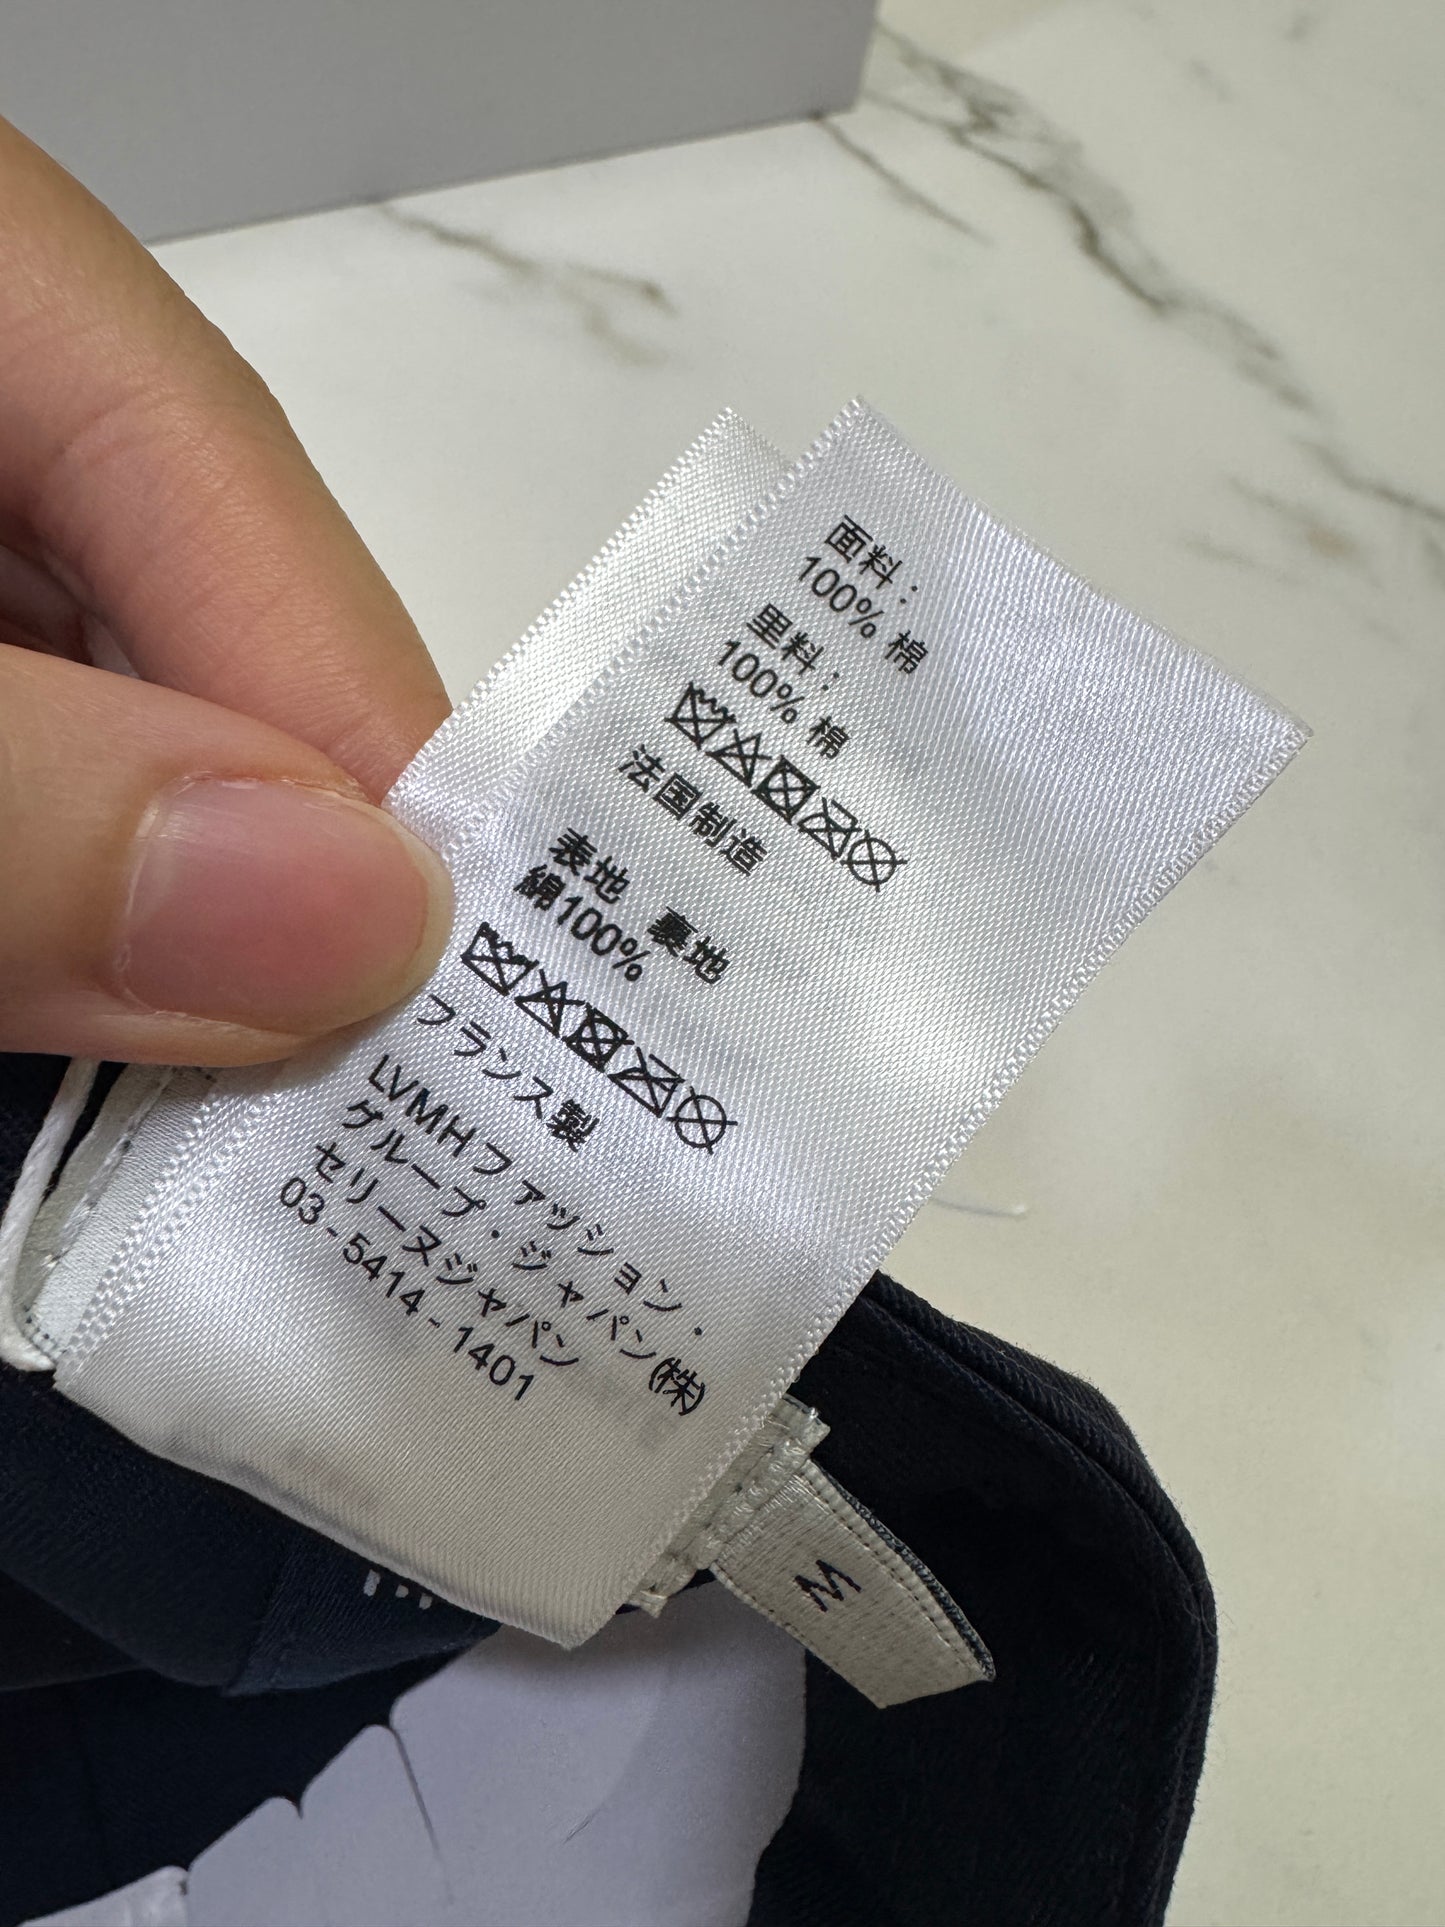 面料：
100% 棉
里料：
100% 棉
法国制造
表地 裏地
綿100%
フランス製
LVMHファッション・
グループ・ジャパン(株)
セリーヌジャパン
03-5414-1401
M